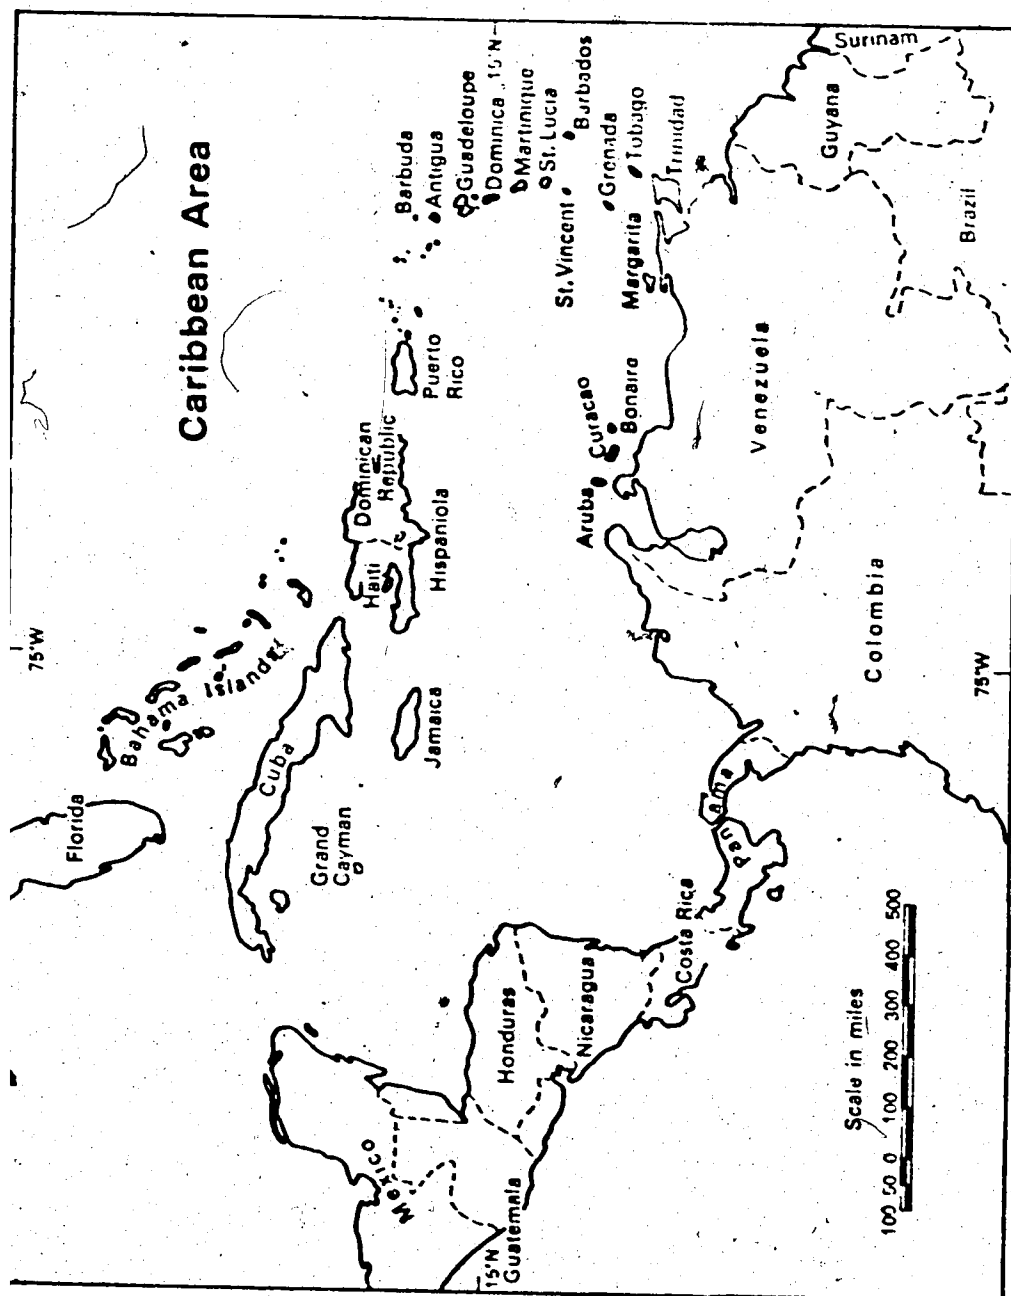 Caribbean Area
75°W
Florida
Bahama Islands
Cuba
Grand
Cayman
Jamaica
Haiti
Dominican
Republic
Hispaniola
Puerto
Rico
Barbuda
Antigua
Guadeloupe
Dominica
15°N
Martinique
St. Lucia
Barbados
St. Vincent
Grenada
Tobago
Trinidad
Margarita
Aruba
Curacao
Bonaire
Mexico
15°N
Guatemala
Honduras
Nicaragua
Costa Rica
Panama
Colombia
Venezuela
Guyana
Surinam
Brazil
75°W
Scale in miles
100 50 0 100 200 300 400 500